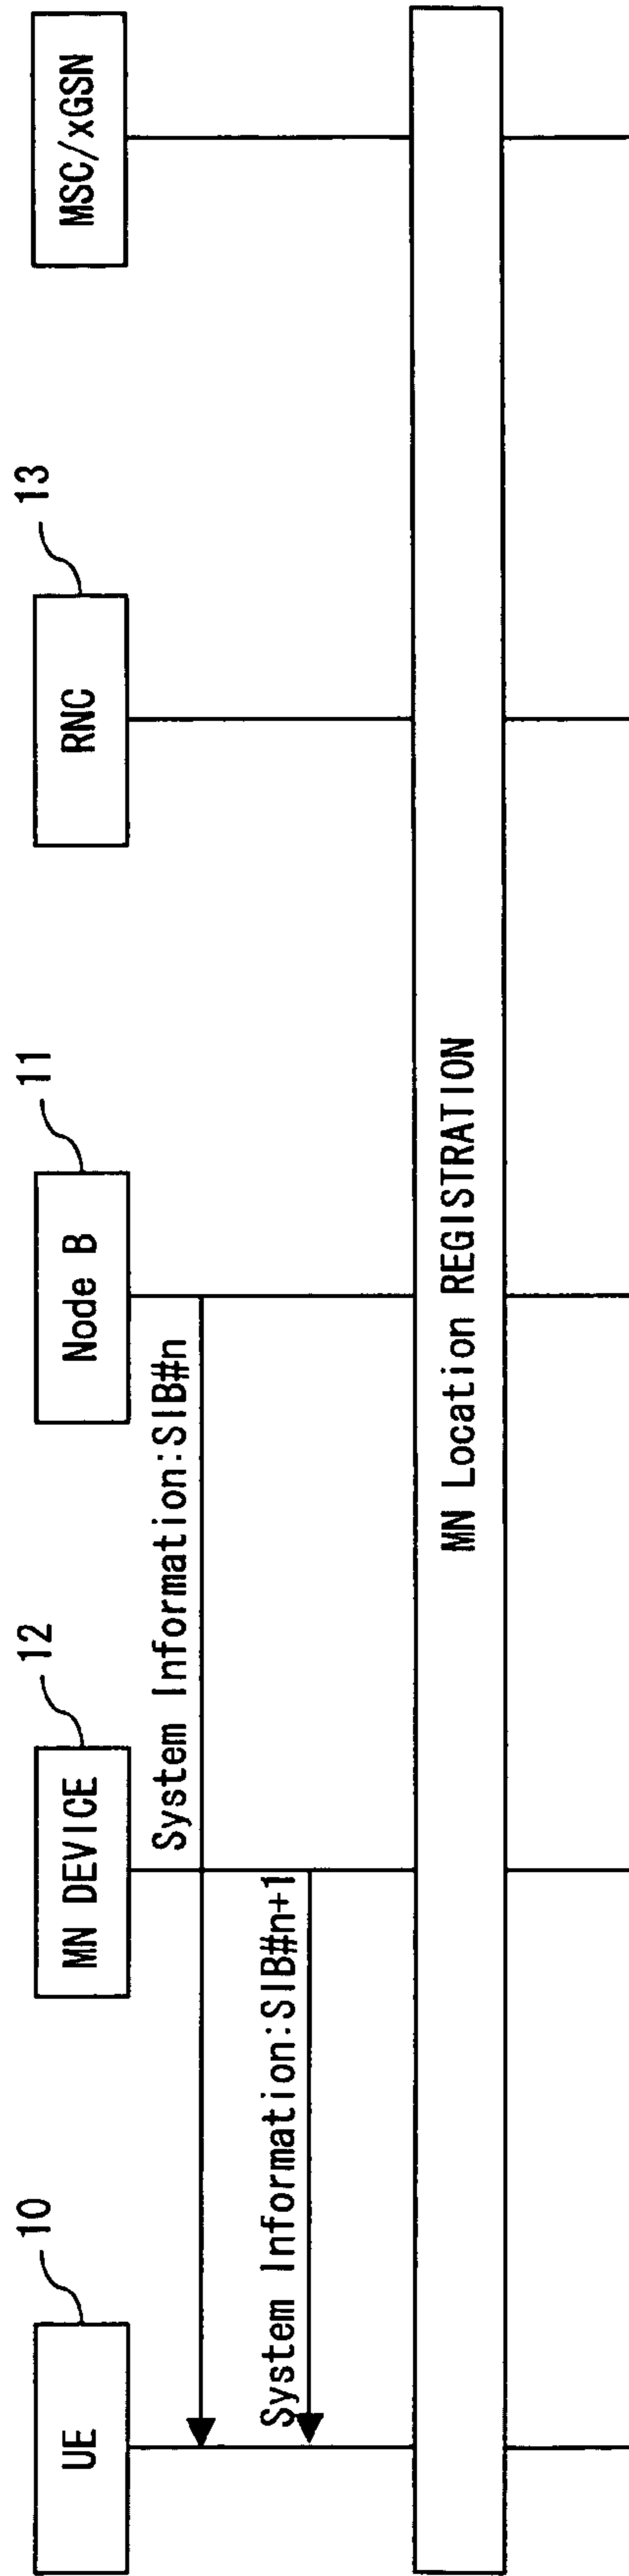 UE
10
MN DEVICE
12
Node B
11
RNC
13
MSC/xGSN
System Information:SIB#n
System Information:SIB#n+1
MN Location REGISTRATION